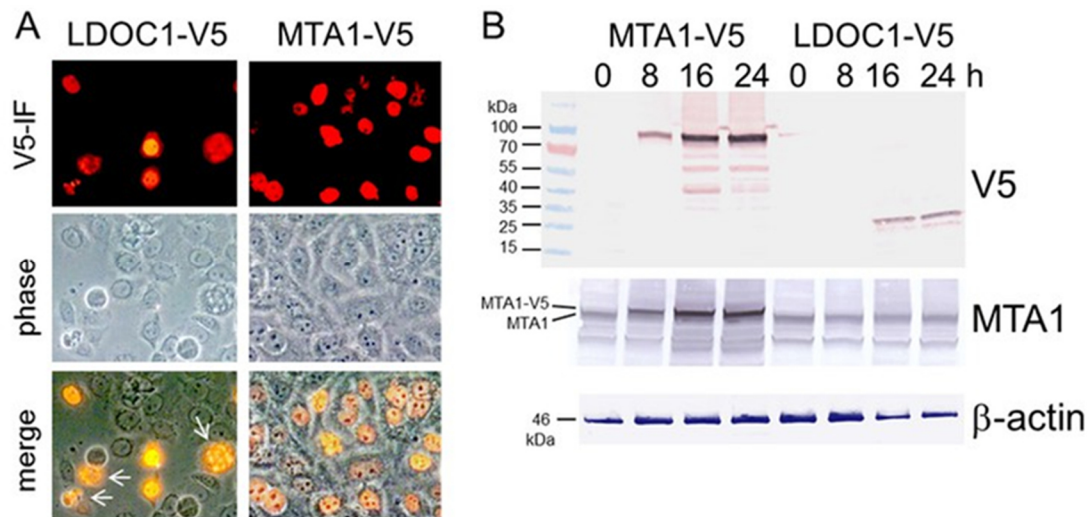 A
LDOC1-V5 MTA1-V5
V5-IF
phase
merge
B
MTA1-V5 LDOC1-V5
0 8 16 24 0 8 16 24 h
kDa
100
70
55
40
35
25
15
V5
MTA1-V5
MTA1
MTA1
46
kDa
β-actin